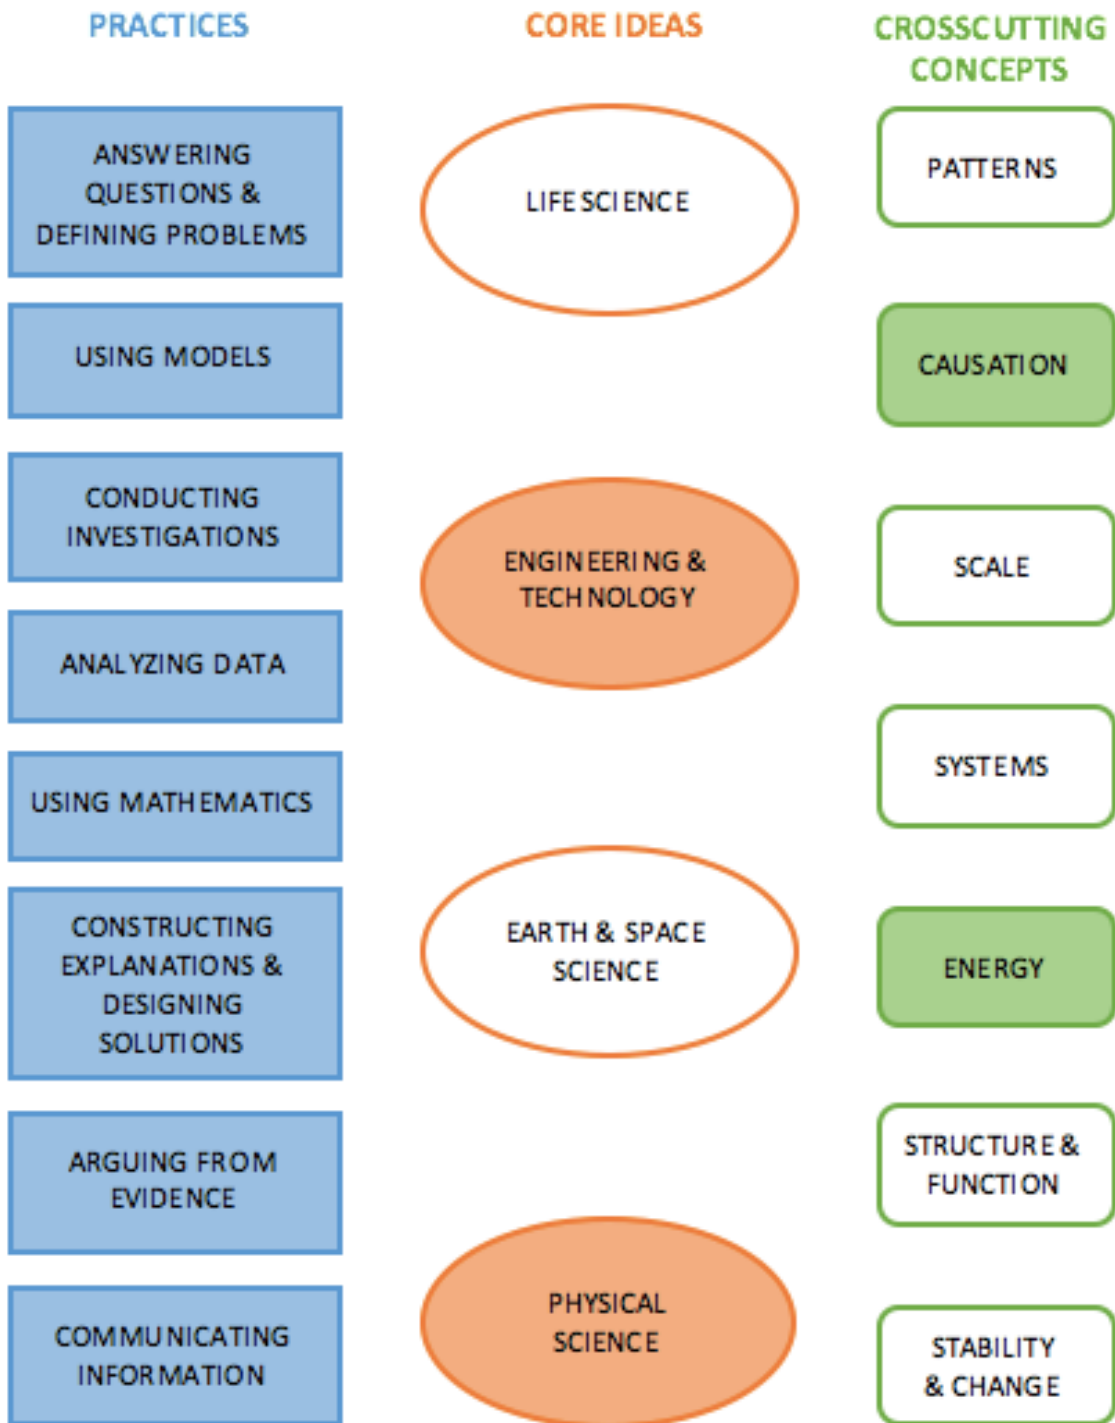 PRACTICES
ANSWERING
QUESTIONS &
DEFINING PROBLEMS
USING MODELS
CONDUCTING
INVESTIGATIONS
ANALYZING DATA
USING MATHEMATICS
CONSTRUCTING
EXPLANATIONS &
DESIGNING
SOLUTIONS
ARGUING FROM
EVIDENCE
COMMUNICATING
INFORMATION
CORE IDEAS
LIFE SCIENCE
ENGINEERING &
TECHNOLOGY
EARTH & SPACE
SCIENCE
PHYSICAL
SCIENCE
CROSSCUTTING
CONCEPTS
PATTERNS
CAUSATION
SCALE
SYSTEMS
ENERGY
STRUCTURE &
FUNCTION
STABILITY
& CHANGE